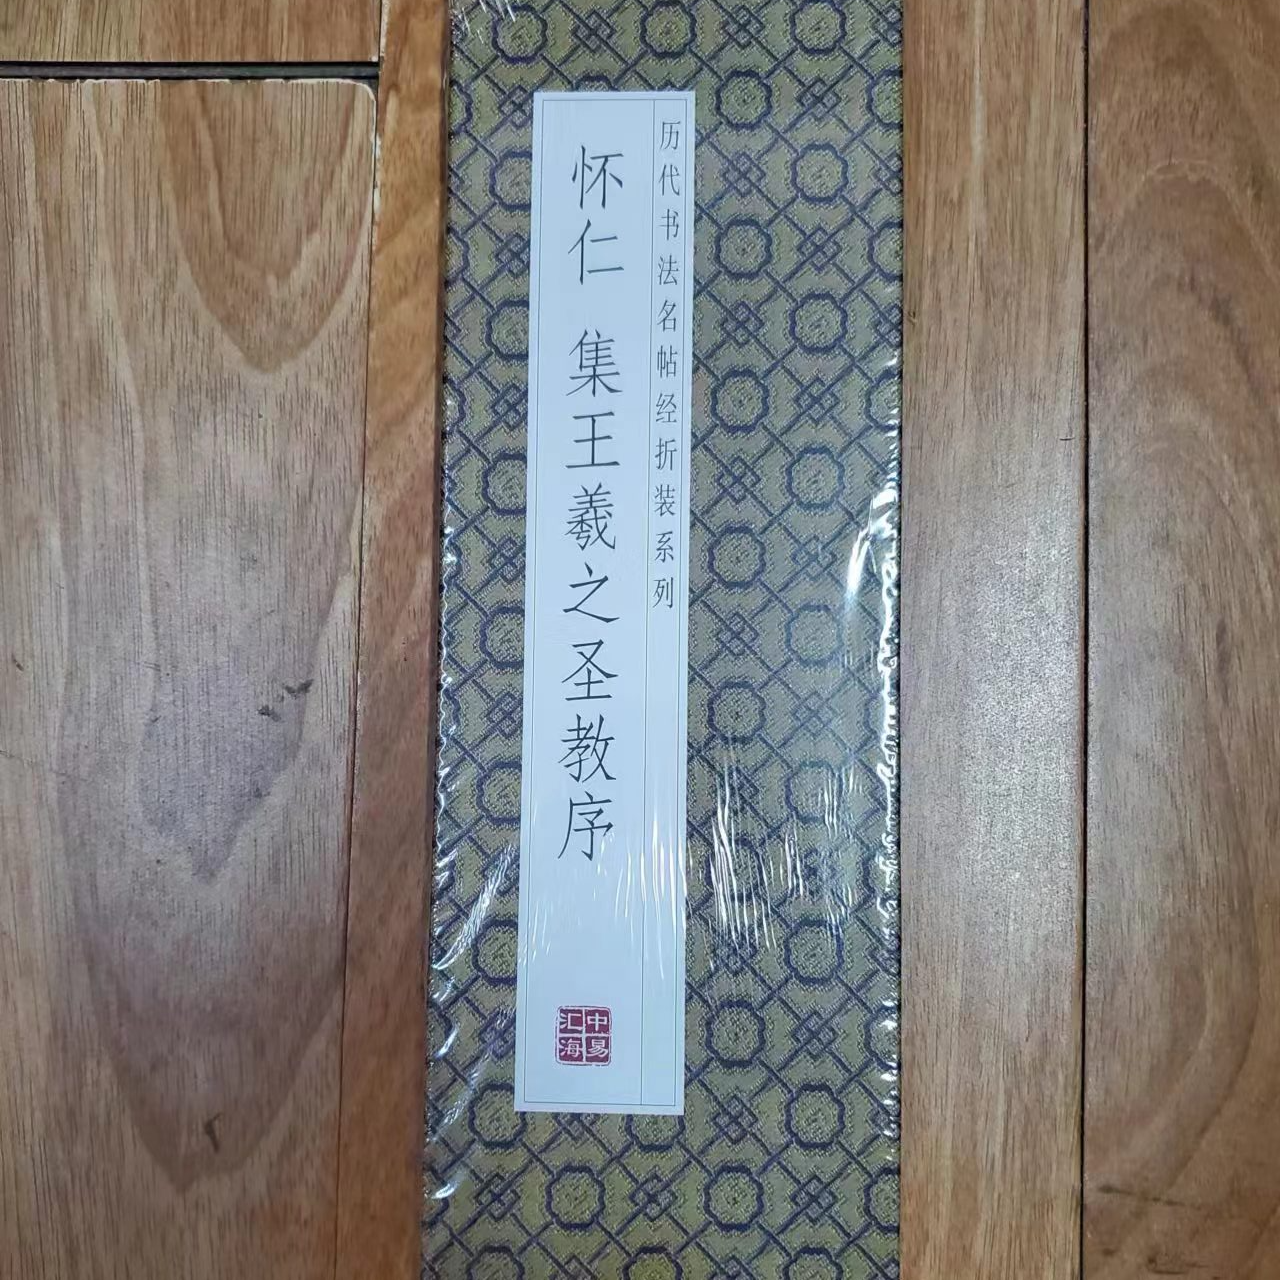 历代书法名帖经折装系列
怀仁 集王羲之圣教序
中易
汇海